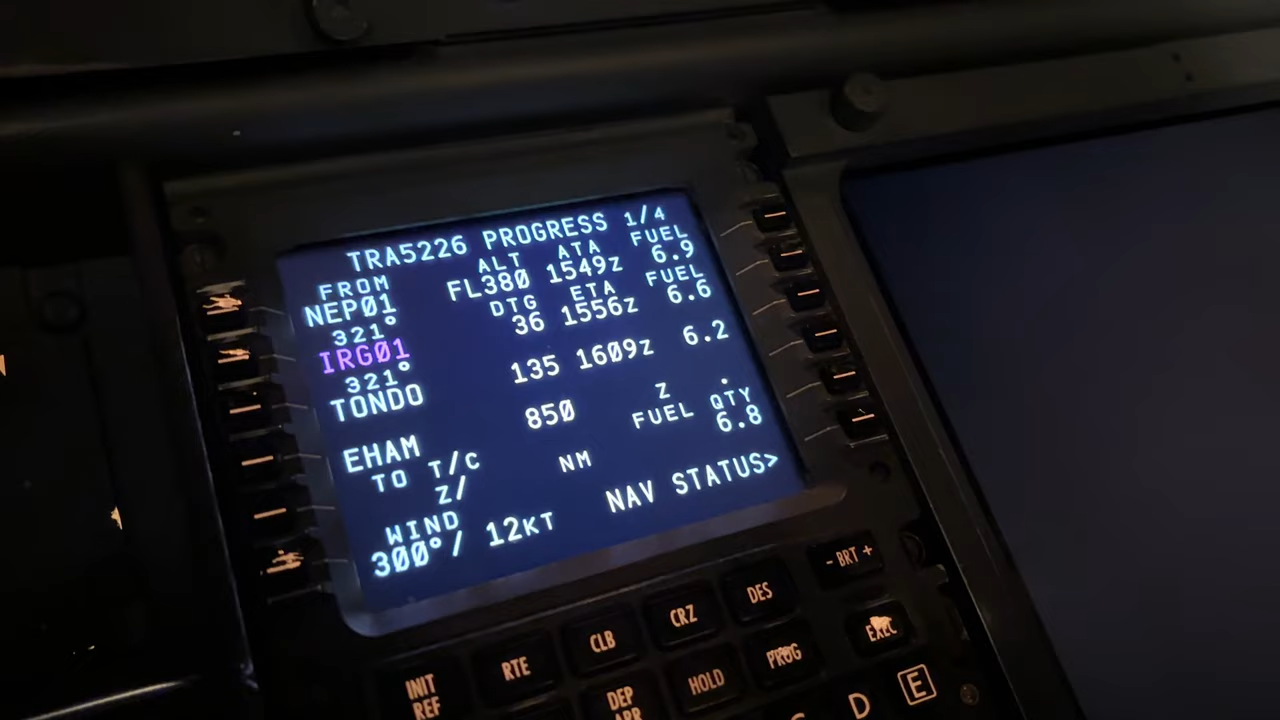 TRA5226 PROGRESS 1/4
FROM ALT ATA FUEL
NEP01 FL380 1549z 6.9
321° DTG ETA FUEL
IRG01 36 1556z 6.6
321°
TONDO 135 1609z 6.2
Z
EHAM 850
TO T/C FUEL QTY
Z/ NM 6.8
WIND
300°/ 12KT NAV STATUS>
- BRT +
INIT REF RTE CLB CRZ DES
DEP ARR HOLD PROG EXEC
D E